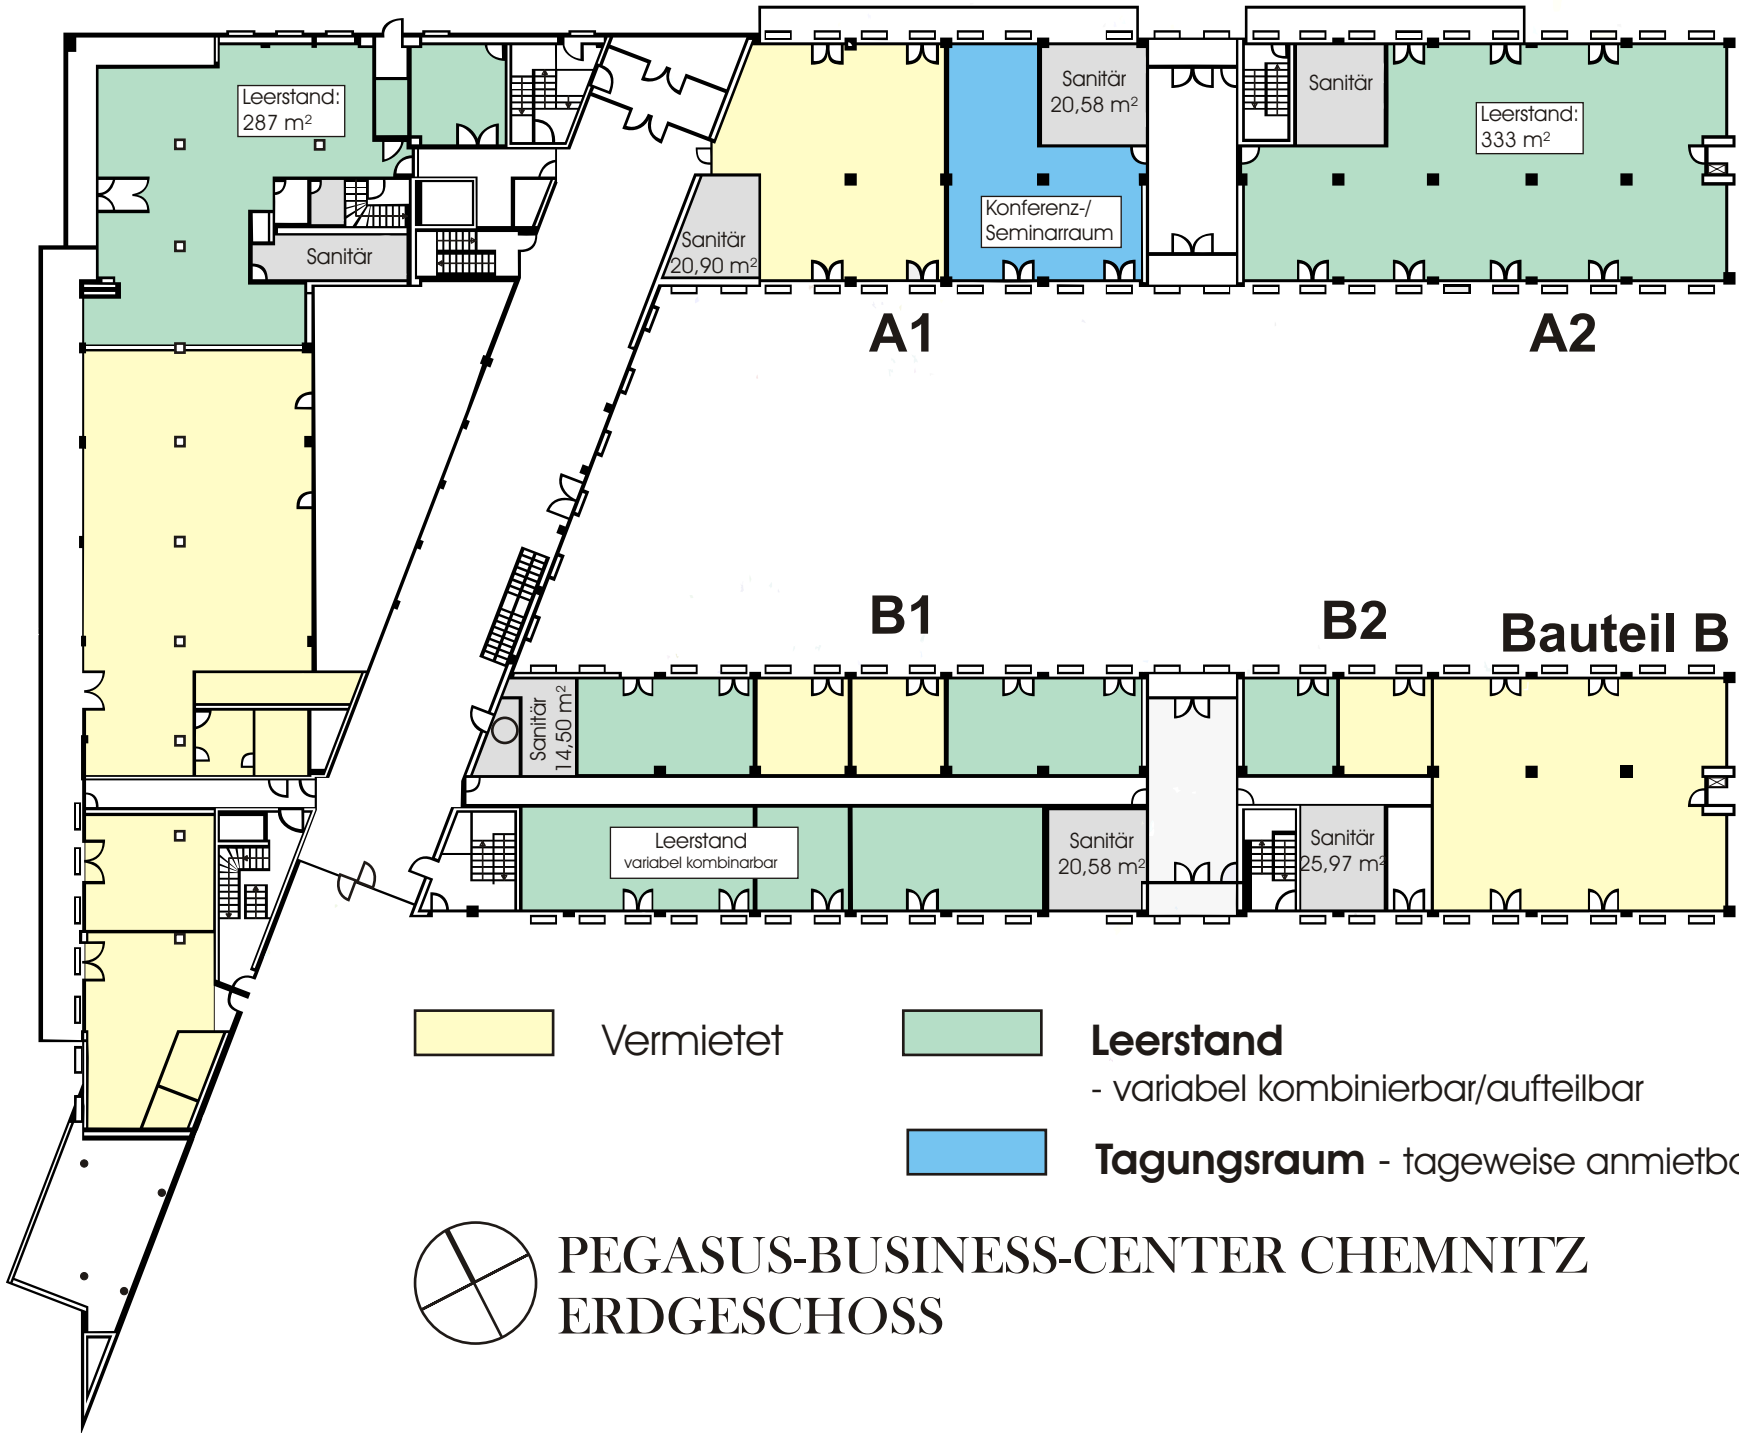 Leerstand:
287 m²
Sanitär
Sanitär
20,90 m²
Sanitär
20,58 m²
Konferenz-/
Seminarraum
Sanitär
Leerstand:
333 m²
A1
A2
B1
B2
Bauteil B
Sanitär
14,50 m²
Leerstand
variabel kombinarbar
Sanitär
20,58 m²
Sanitär
25,97 m²
Vermietet
Leerstand
- variabel kombinierbar/aufteilbar
Tagungsraum - tageweise anmietba
PEGASUS-BUSINESS-CENTER CHEMNITZ
ERDGESCHOSS